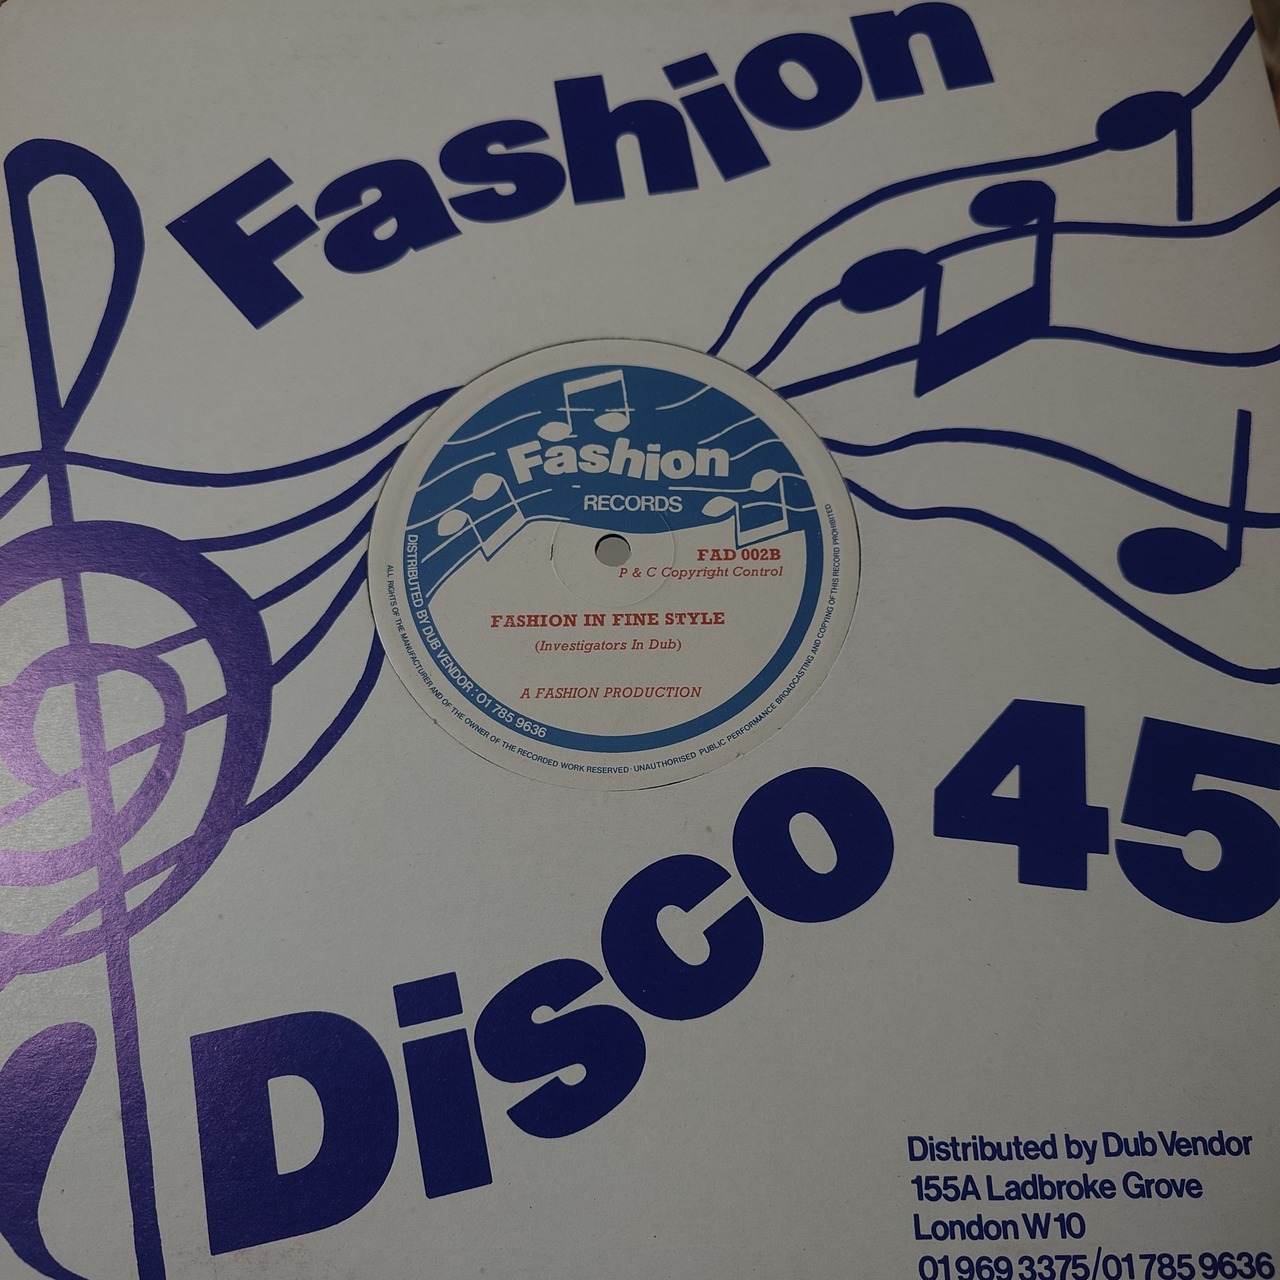 Fashion
Fashion
RECORDS
FAD 002B
P & C Copyright Control
FASHION IN FINE STYLE
(Investigators In Dub)
A FASHION PRODUCTION
DISTRIBUTED BY DUB VENDOR : 01 785 9636
ALL RIGHTS OF THE MANUFACTURER AND OF THE OWNER OF THE RECORDED WORK RESERVED · UNAUTHORISED PUBLIC PERFORMANCE BROADCASTING AND COPYING OF THIS RECORD PROHIBITED
Disco 45
Distributed by Dub Vendor
155A Ladbroke Grove
London W10
01 969 3375/01 785 9636